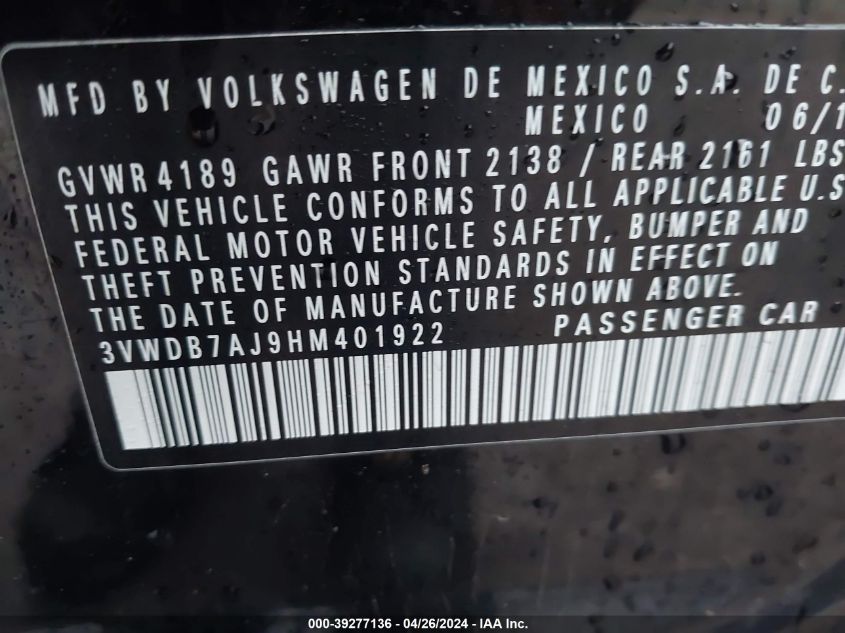 MFD BY VOLKSWAGEN DE MEXICO S.A. DE C.
MEXICO 06/1
GVWR 4189 GAWR FRONT 2138 / REAR 2161 LBS
THIS VEHICLE CONFORMS TO ALL APPLICABLE U.S
FEDERAL MOTOR VEHICLE SAFETY, BUMPER AND
THEFT PREVENTION STANDARDS IN EFFECT ON
THE DATE OF MANUFACTURE SHOWN ABOVE.
3VWDB7AJ9HM401922 PASSENGER CAR
000-39277136 - 04/26/2024 - IAA Inc.